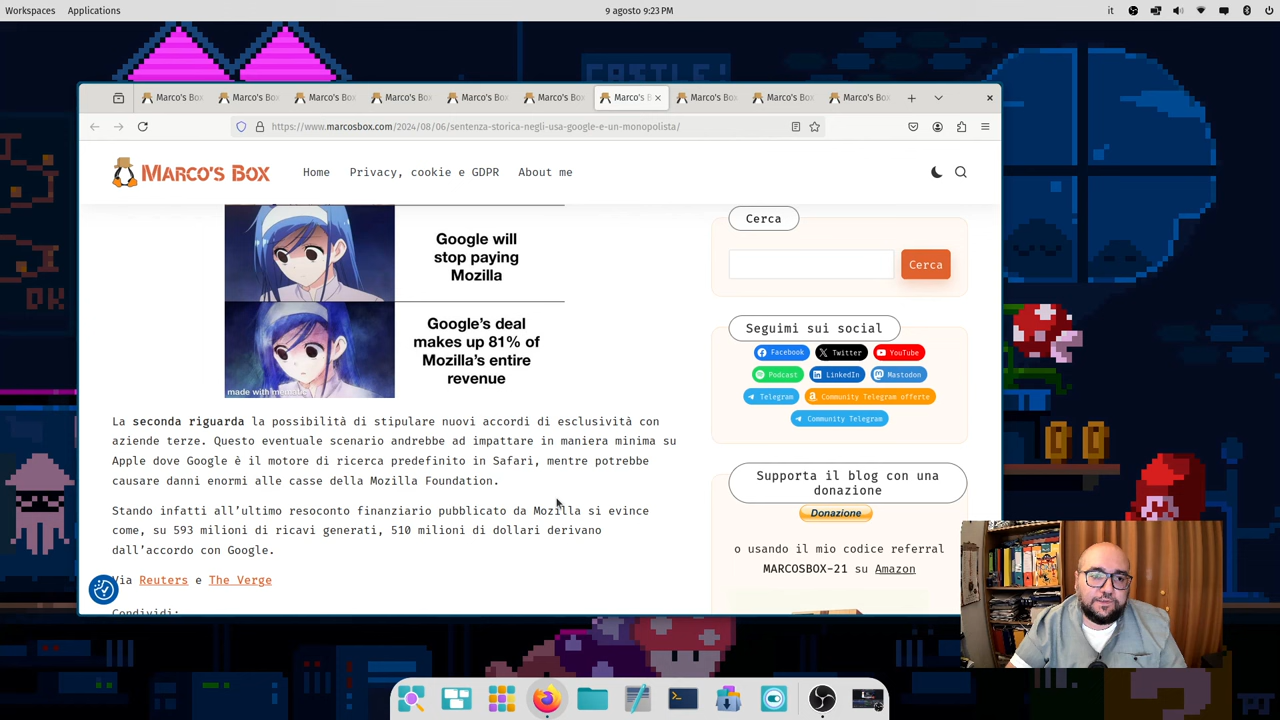 Workspaces Applications 9 agosto 9:23 PM it
CASTLE!
Marco's Box Marco's Box Marco's Box Marco's Box Marco's Box Marco's Box Marco's B Marco's Box Marco's Box Marco's Box
https://www.marcosbox.com/2024/08/06/sentenza-storica-negli-usa-google-e-un-monopolista/
MARCO'S BOX Home Privacy, cookie e GDPR About me
Google will
stop paying
Mozilla
Google's deal
makes up 81% of
Mozilla's entire
revenue
made with mematic
La seconda riguarda la possibilità di stipulare nuovi accordi di esclusività con
aziende terze. Questo eventuale scenario andrebbe ad impattare in maniera minima su
Apple dove Google è il motore di ricerca predefinito in Safari, mentre potrebbe
causare danni enormi alle casse della Mozilla Foundation.
Stando infatti all'ultimo resoconto finanziario pubblicato da Mozilla si evince
come, su 593 milioni di ricavi generati, 510 milioni di dollari derivano
dall'accordo con Google.
Via Reuters e The Verge
Condividi:
Cerca
Cerca
Seguimi sui social
Facebook Twitter YouTube
Podcast LinkedIn Mastodon
Telegram Community Telegram offerte
Community Telegram
Supporta il blog con una
donazione
Donazione
o usando il mio codice referral
MARCOSBOX-21 su Amazon
OK